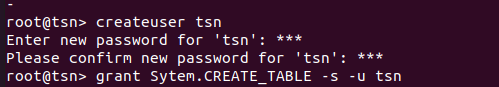 -
root@tsn> createuser tsn
Enter new password for 'tsn': ***
Please confirm new password for 'tsn': ***
root@tsn> grant Sytem.CREATE_TABLE -s -u tsn